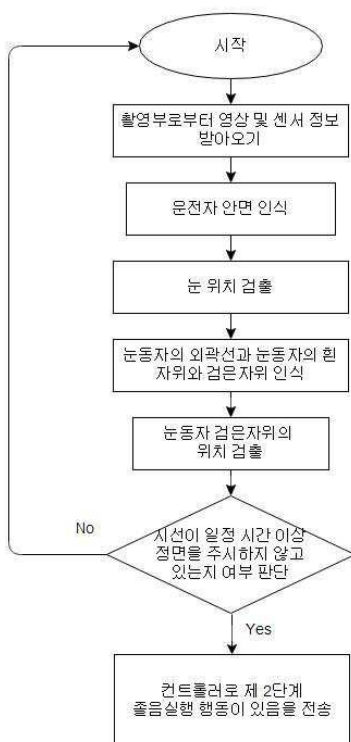 시작
촬영부로부터 영상 및 센서 정보
받아오기
운전자 안면 인식
눈 위치 검출
눈동자의 외곽선과 눈동자의 흰
자위와 검은자위 인식
눈동자 검은자위의
위치 검출
시선이 일정 시간 이상
정면을 주시하지 않고
있는지 여부 판단
No
Yes
컨트롤러로 제 2단계
졸음실행 행동이 있음을 전송